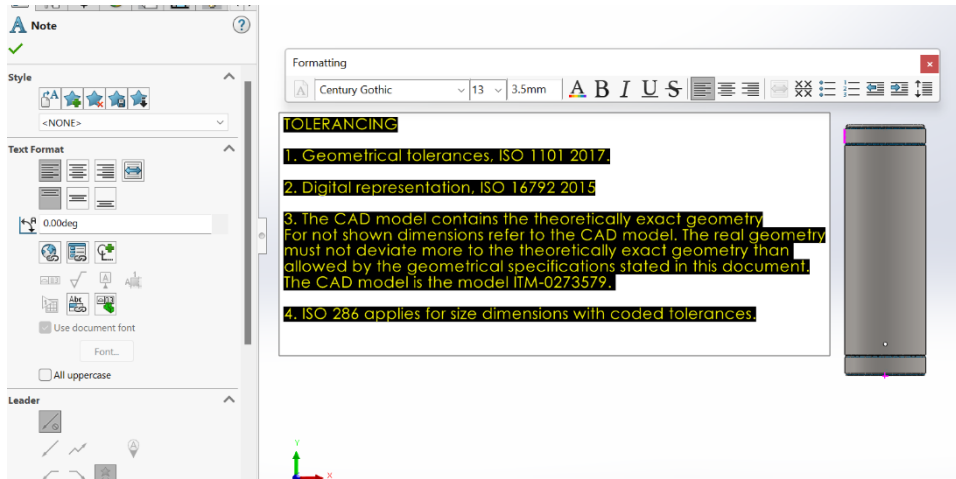 A Note
?
Style
<NONE>
Text Format
0.00deg
Use document font
Font...
All uppercase
Leader
Formatting
x
A Century Gothic 13 3.5mm A B I U S
TOLERANCING
1. Geometrical tolerances, ISO 1101 2017.
2. Digital representation, ISO 16792 2015
3. The CAD model contains the theoretically exact geometry
For not shown dimensions refer to the CAD model. The real geometry
must not deviate more to the theoretically exact geometry than
allowed by the geometrical specifications stated in this document.
The CAD model is the model ITM-0273579.
4. ISO 286 applies for size dimensions with coded tolerances.
Y
X